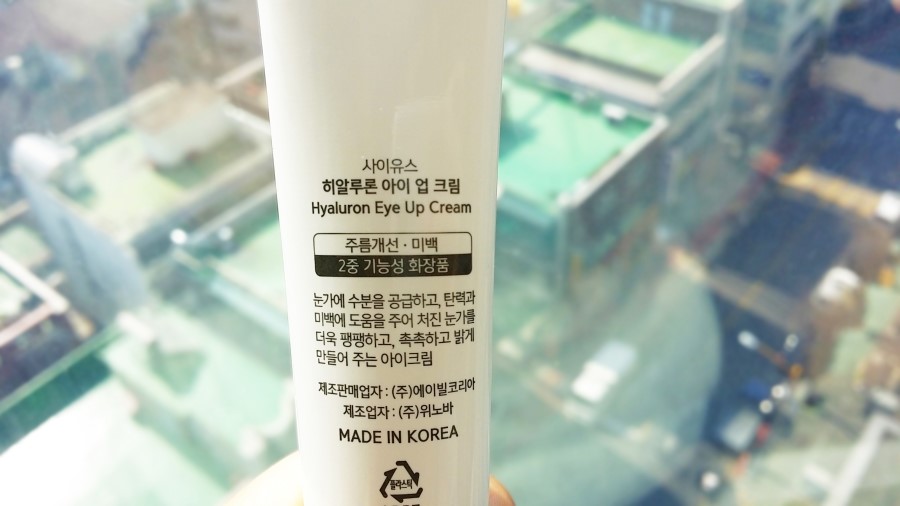 사이유스
히알루론 아이 업 크림
Hyaluron Eye Up Cream
주름개선 · 미백
2중 기능성 화장품
눈가에 수분을 공급하고, 탄력과
미백에 도움을 주어 처진 눈가를
더욱 팽팽하고, 촉촉하고 밝게
만들어 주는 아이크림
제조판매업자 : (주)에이빌코리아
제조업자 : (주)위노바
MADE IN KOREA
플라스틱